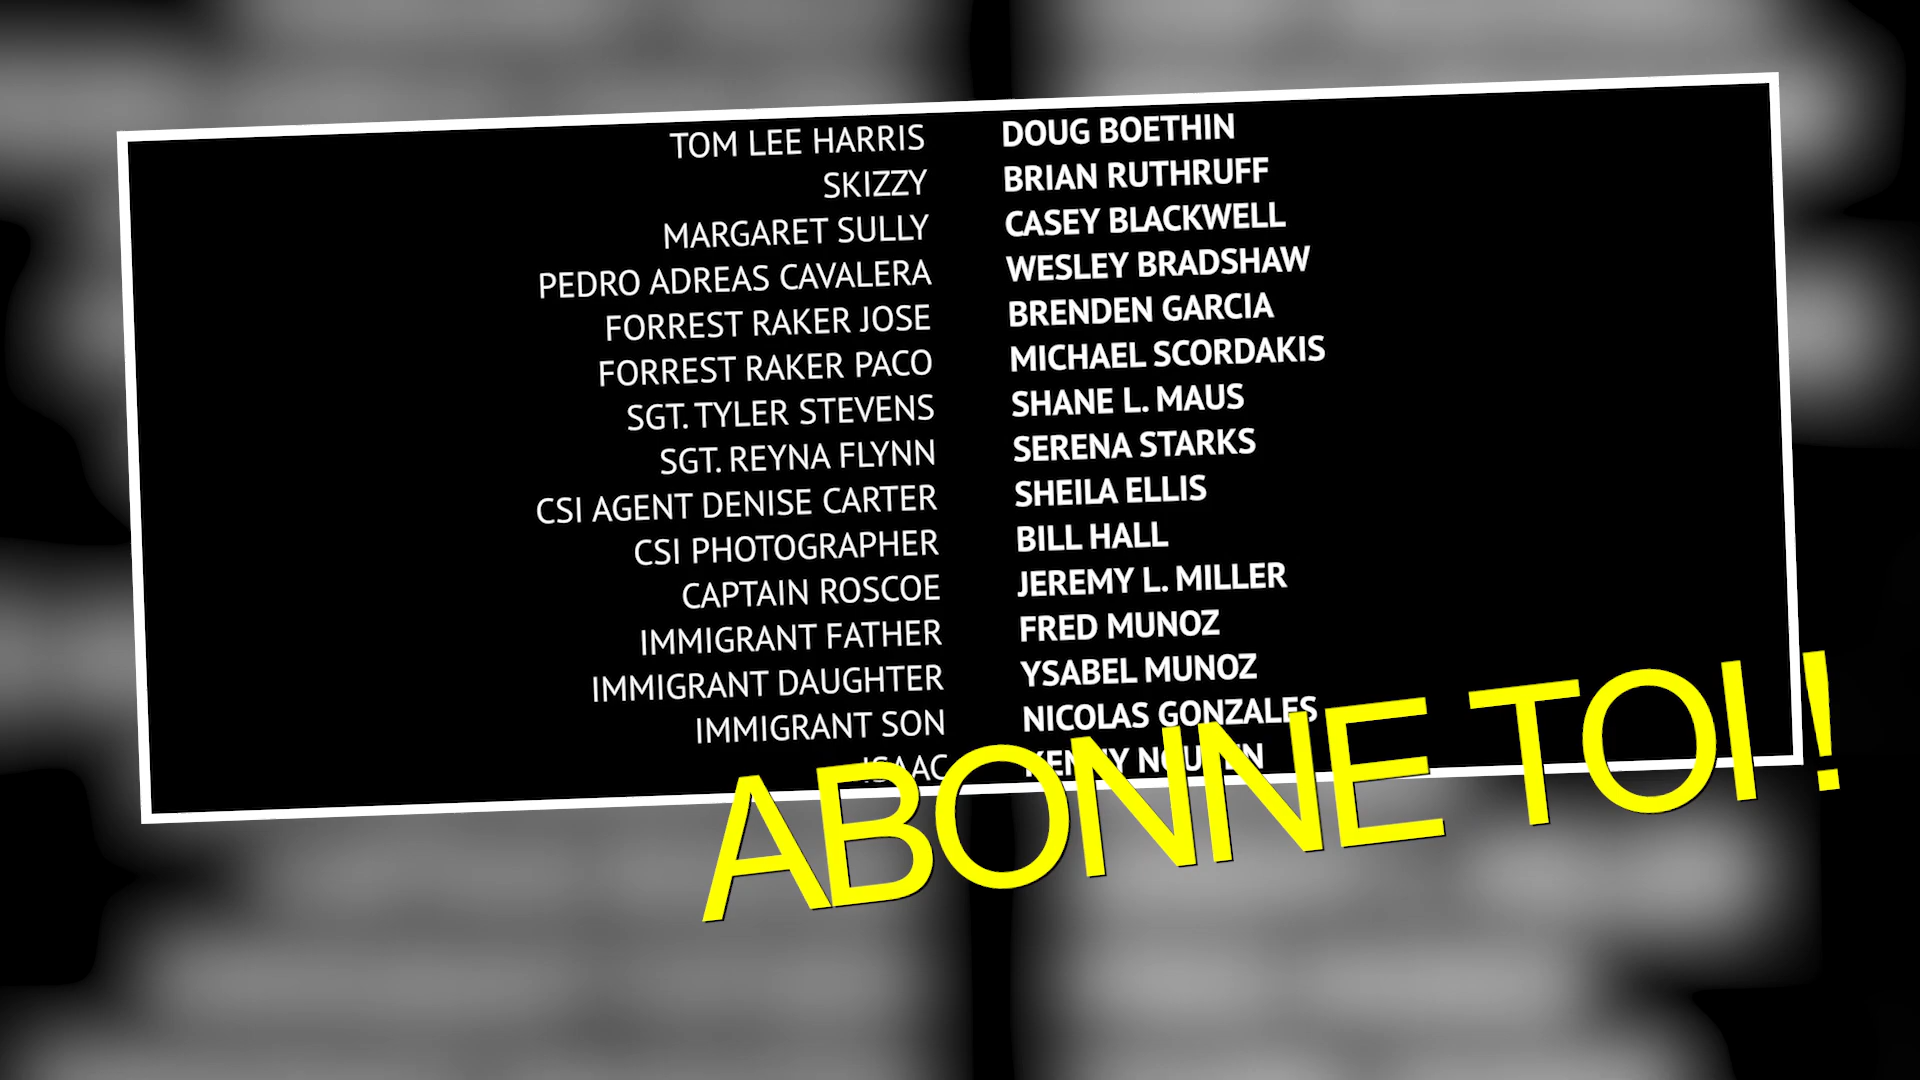 TOM LEE HARRIS DOUG BOETHIN
SKIZZY BRIAN RUTHRUFF
MARGARET SULLY CASEY BLACKWELL
PEDRO ADREAS CAVALERA WESLEY BRADSHAW
FORREST RAKER JOSE BRENDEN GARCIA
FORREST RAKER PACO MICHAEL SCORDAKIS
SGT. TYLER STEVENS SHANE L. MAUS
SGT. REYNA FLYNN SERENA STARKS
CSI AGENT DENISE CARTER SHEILA ELLIS
CSI PHOTOGRAPHER BILL HALL
CAPTAIN ROSCOE JEREMY L. MILLER
IMMIGRANT FATHER FRED MUNOZ
IMMIGRANT DAUGHTER YSABEL MUNOZ
IMMIGRANT SON NICOLAS GONZALES
ISAAC KENNY NGUYEN
ABONNE TOI !